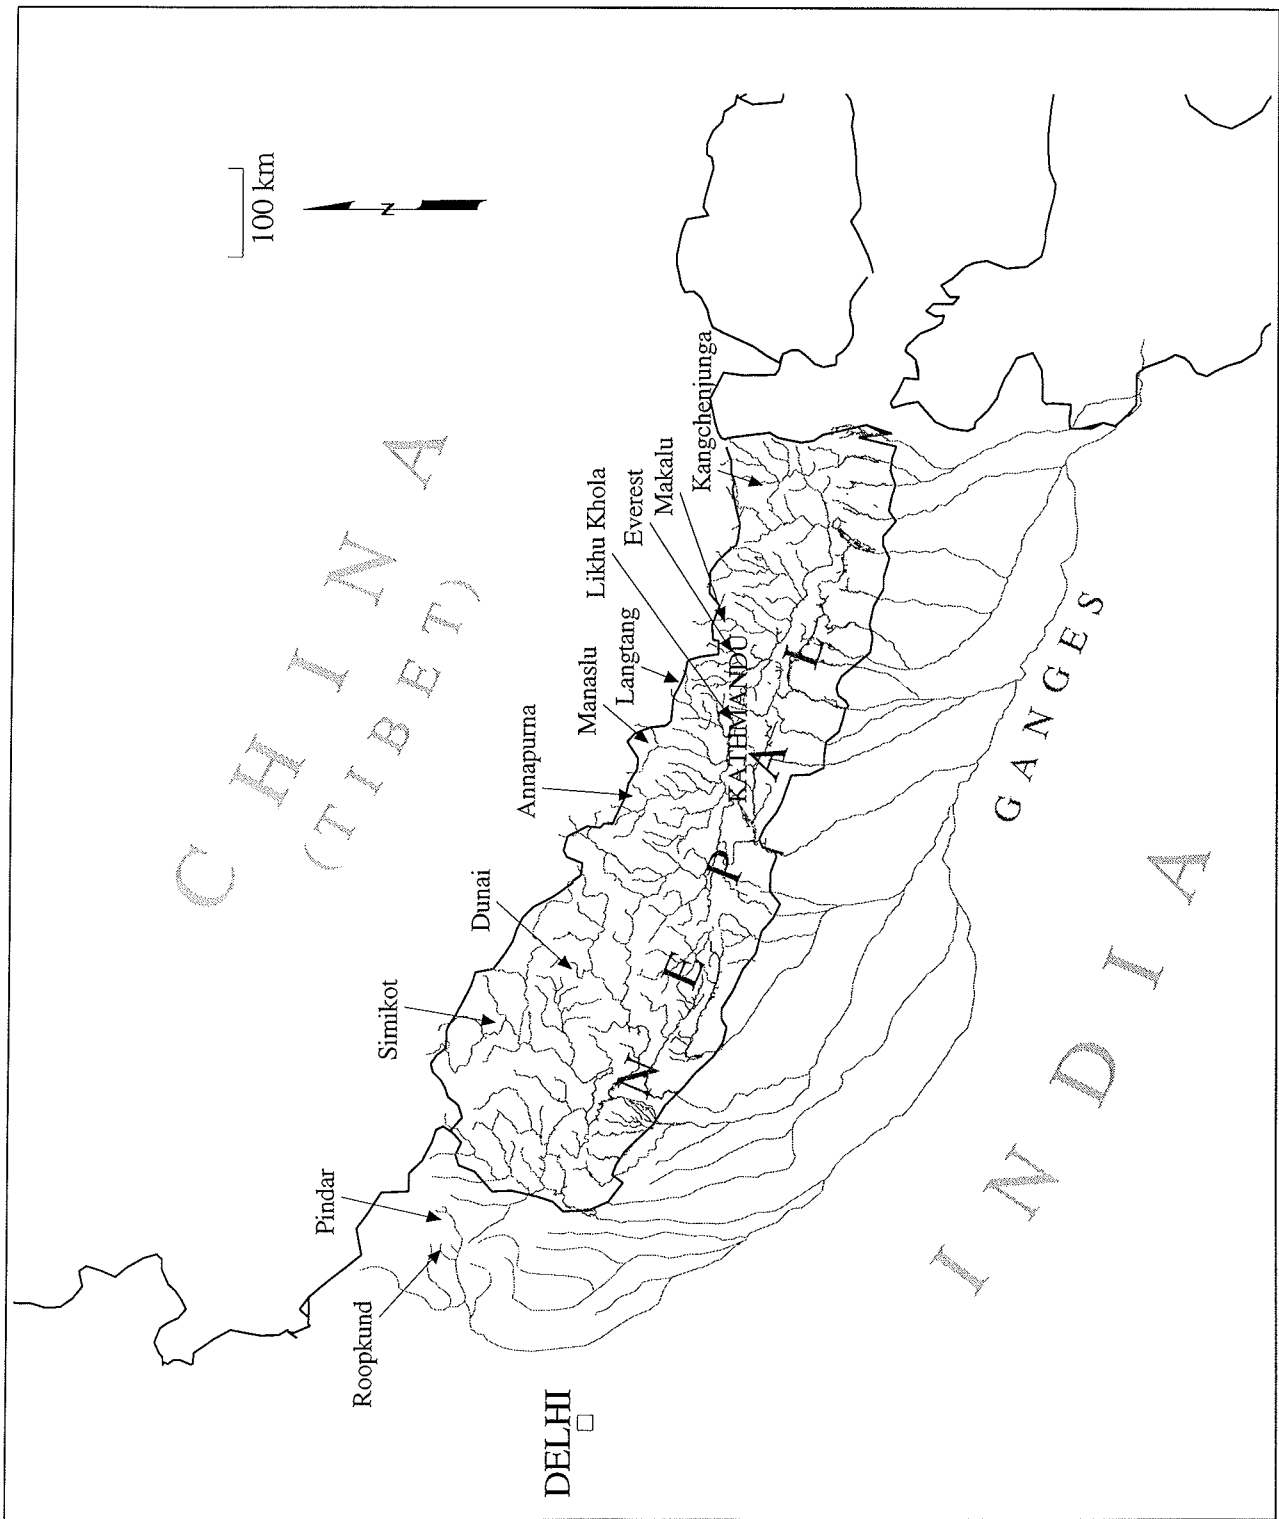 CHINA
(TIBET)
100 km
N
Simikot
Dunai
Annapurna
Manaslu
Langtang
Likhu Khola
Everest
Makalu
Kangchenjunga
Pindar
Roopkund
DELHI
KATHMANDU
NEPAL
GANGES
INDIA